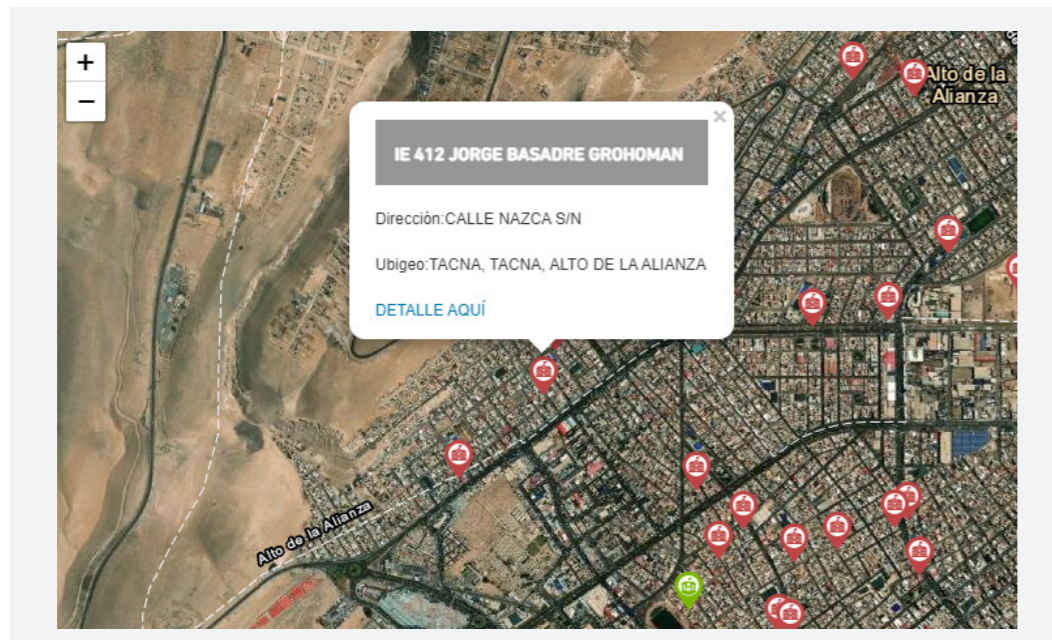 +
−
Alto de la
Alianza
×
IE 412 JORGE BASADRE GROHOMAN
Dirección:CALLE NAZCA S/N
Ubigeo:TACNA, TACNA, ALTO DE LA ALIANZA
DETALLE AQUÍ
Alto de la Alianza